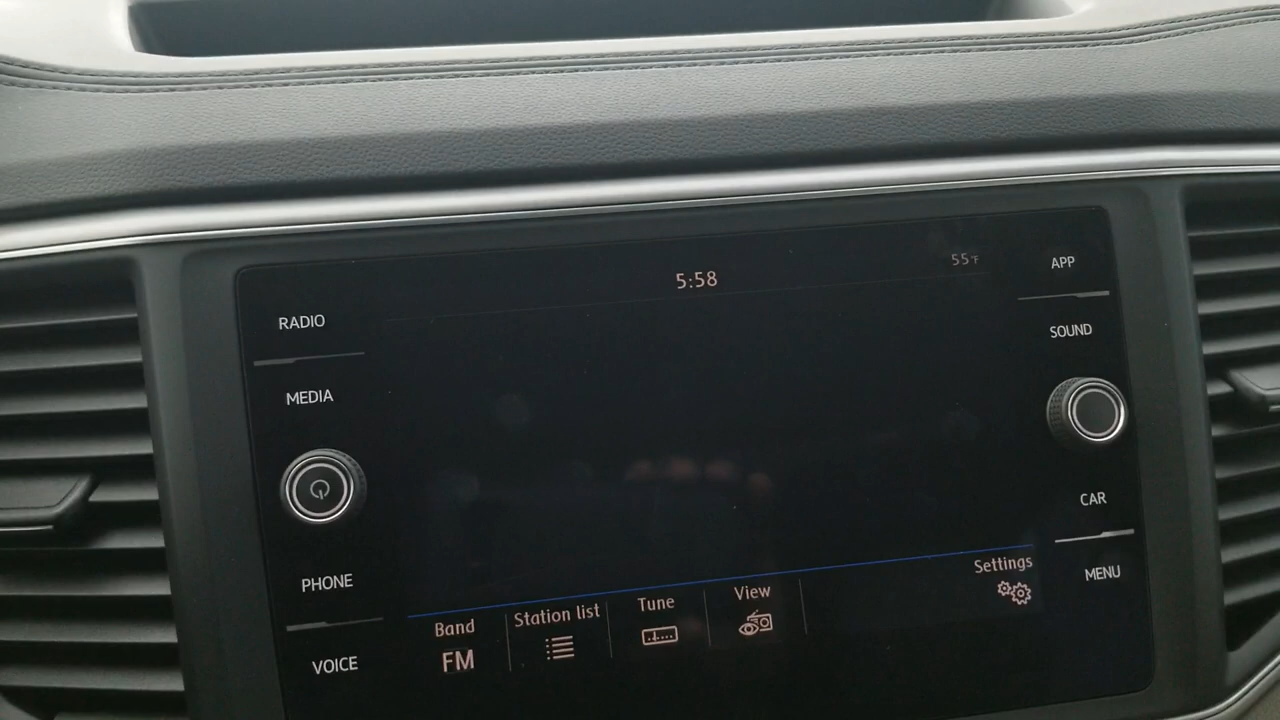 5:58
55°F
RADIO
MEDIA
PHONE
VOICE
APP
SOUND
CAR
MENU
Band
FM
Station list
Tune
View
Settings